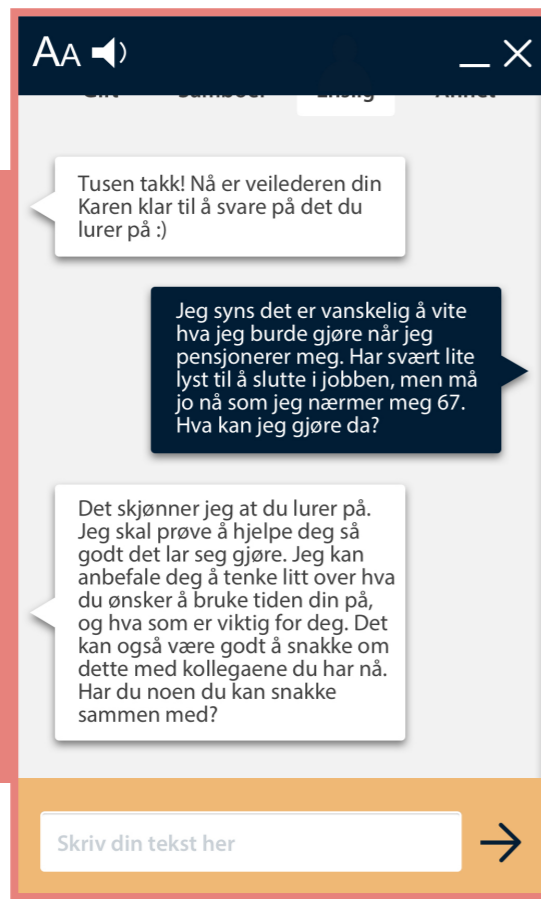 AA
Gift Samboer Enslig Annet
Tusen takk! Nå er veilederen din
Karen klar til å svare på det du
lurer på :)
Jeg syns det er vanskelig å vite
hva jeg burde gjøre når jeg
pensjonerer meg. Har svært lite
lyst til å slutte i jobben, men må
jo nå som jeg nærmer meg 67.
Hva kan jeg gjøre da?
Det skjønner jeg at du lurer på.
Jeg skal prøve å hjelpe deg så
godt det lar seg gjøre. Jeg kan
anbefale deg å tenke litt over hva
du ønsker å bruke tiden din på,
og hva som er viktig for deg. Det
kan også være godt å snakke om
dette med kollegaene du har nå.
Har du noen du kan snakke
sammen med?
Skriv din tekst her